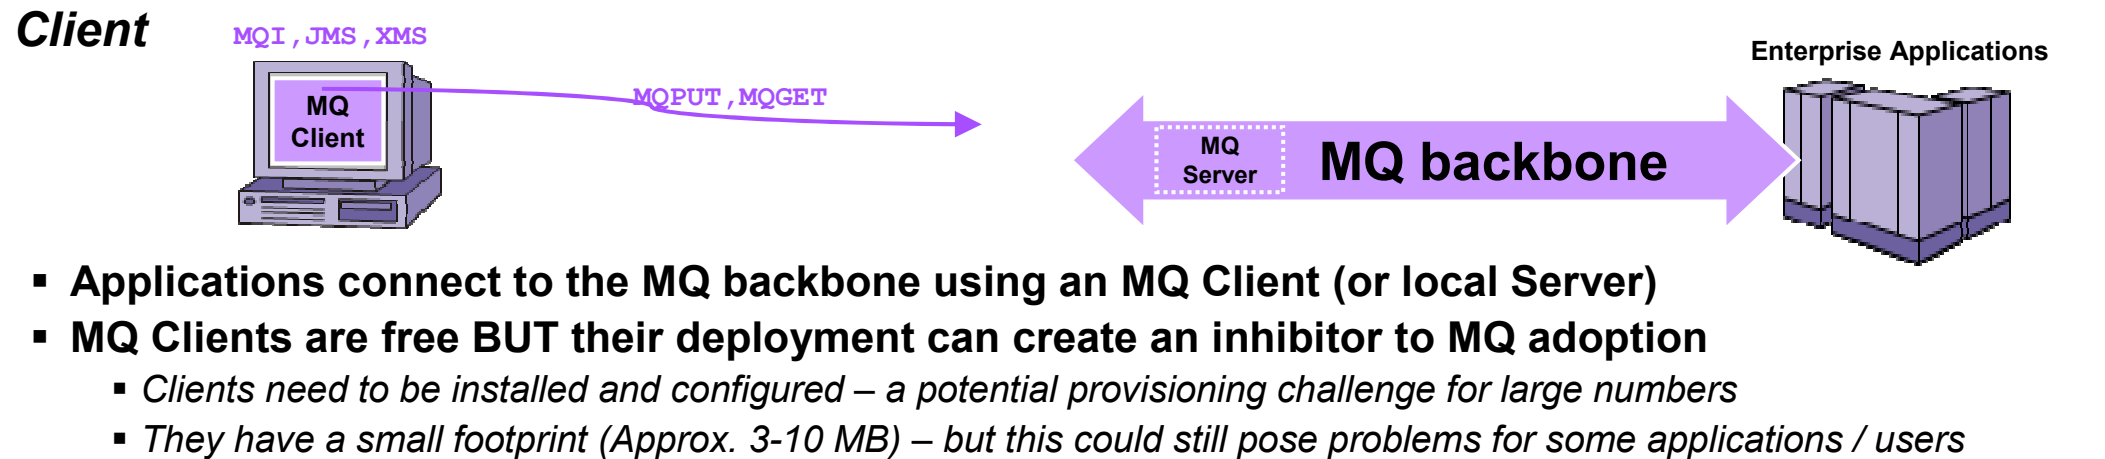 Client
MQI,JMS,XMS
Enterprise Applications
MQ
Client
MQPUT,MQGET
MQ
Server
MQ backbone
▪ Applications connect to the MQ backbone using an MQ Client (or local Server)
▪ MQ Clients are free BUT their deployment can create an inhibitor to MQ adoption
▪ Clients need to be installed and configured – a potential provisioning challenge for large numbers
▪ They have a small footprint (Approx. 3-10 MB) – but this could still pose problems for some applications / users